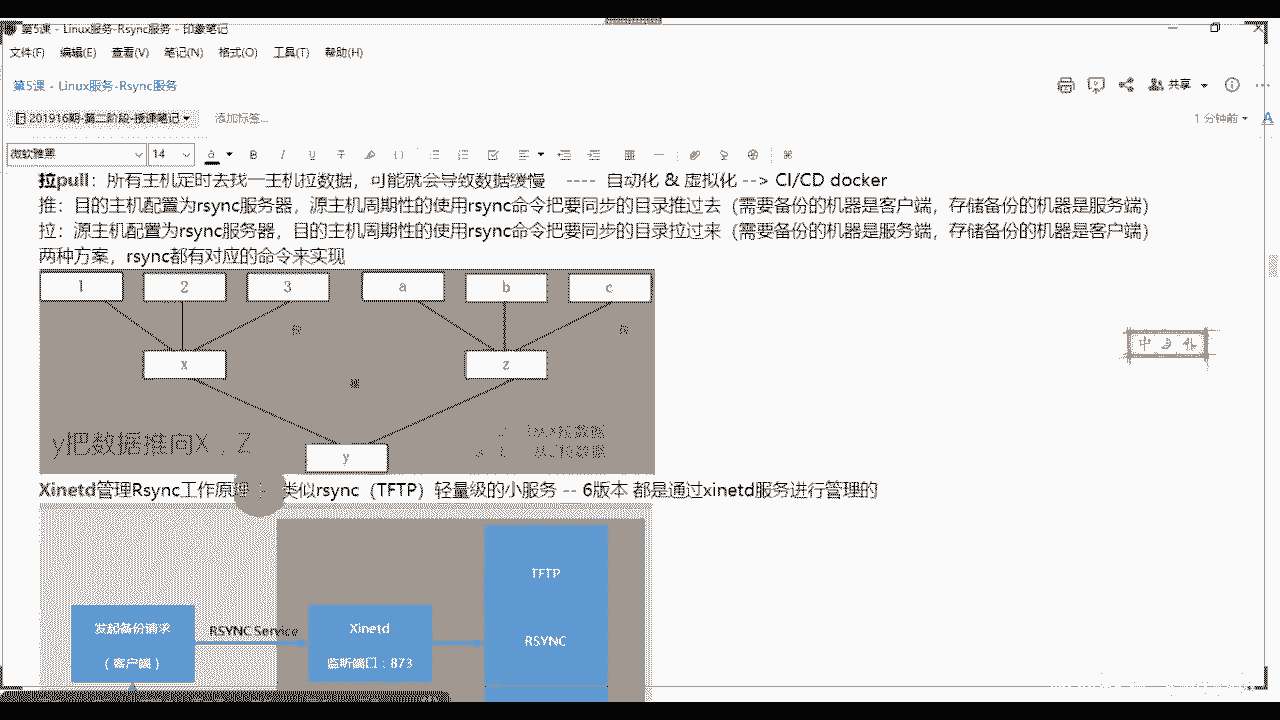 第5课 - Linux服务-Rsync服务 - 印象笔记
文件(F) 编辑(E) 查看(V) 笔记(N) 格式(O) 工具(T) 帮助(H)
第5课 - Linux服务-Rsync服务
共享
201916期-第二阶段-授课笔记
添加标签...
1 分钟前
微软雅黑 14
拉pull：所有主机定时去找一主机拉数据，可能就会导致数据缓慢 ---- 自动化 & 虚拟化 --> CI/CD docker
推：目的主机配置为rsync服务器，源主机周期性的使用rsync命令把要同步的目录推过去（需要备份的机器是客户端，存储备份的机器是服务端）
拉：源主机配置为rsync服务器，目的主机周期性的使用rsync命令把要同步的目录拉过来（需要备份的机器是服务端，存储备份的机器是客户端）
两种方案，rsync都有对应的命令来实现
1 2 3 a b c
x z
y把数据推向X，Z
y
Xinetd管理Rsync工作原理 类似rsync（TFTP）轻量级的小服务 -- 6版本 都是通过xinetd服务进行管理的
TFTP
发起备份请求
（客户端）
RSYNC Service
Xinetd
监听端口：873
RSYNC